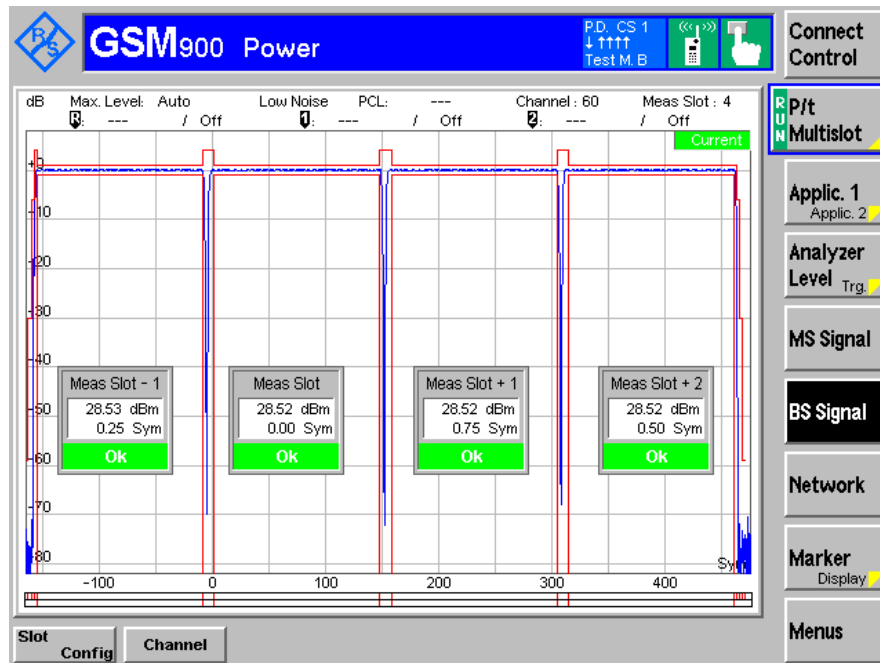 R/S
GSM900 Power
P.D. CS 1
↓ ↑↑↑↑
Test M. B
Connect Control
dB Max. Level: Auto Low Noise PCL: --- Channel : 60 Meas Slot : 4
R: --- / Off 1: --- / Off 2: --- / Off
Current
RUN
P/t Multislot
Applic. 1
Applic. 2
Analyzer Level Trg.
MS Signal
BS Signal
Network
Marker
Display
Menus
+0
-10
-20
-30
-40
-50
-60
-70
-80
Meas Slot - 1
28.53 dBm
0.25 Sym
Ok
Meas Slot
28.52 dBm
0.00 Sym
Ok
Meas Slot + 1
28.52 dBm
0.75 Sym
Ok
Meas Slot + 2
28.52 dBm
0.50 Sym
Ok
-100 0 100 200 300 400
Slot Config
Channel